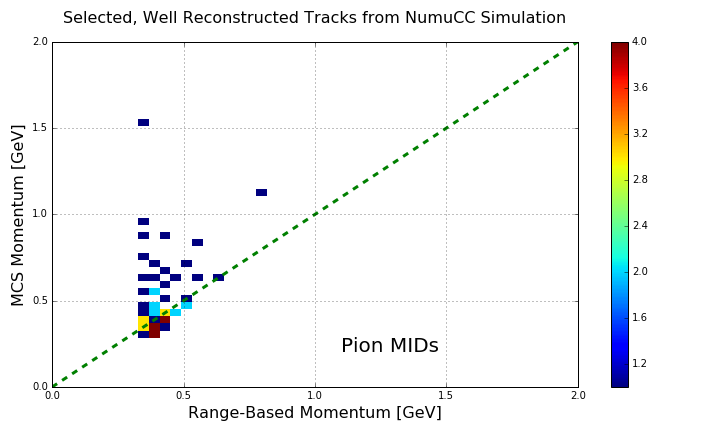 Selected, Well Reconstructed Tracks from NumuCC Simulation
2.0
1.5
1.0
0.5
0.0
MCS Momentum [GeV]
Pion MIDs
0.0 0.5 1.0 1.5 2.0
Range-Based Momentum [GeV]
4.0
3.6
3.2
2.8
2.4
2.0
1.6
1.2